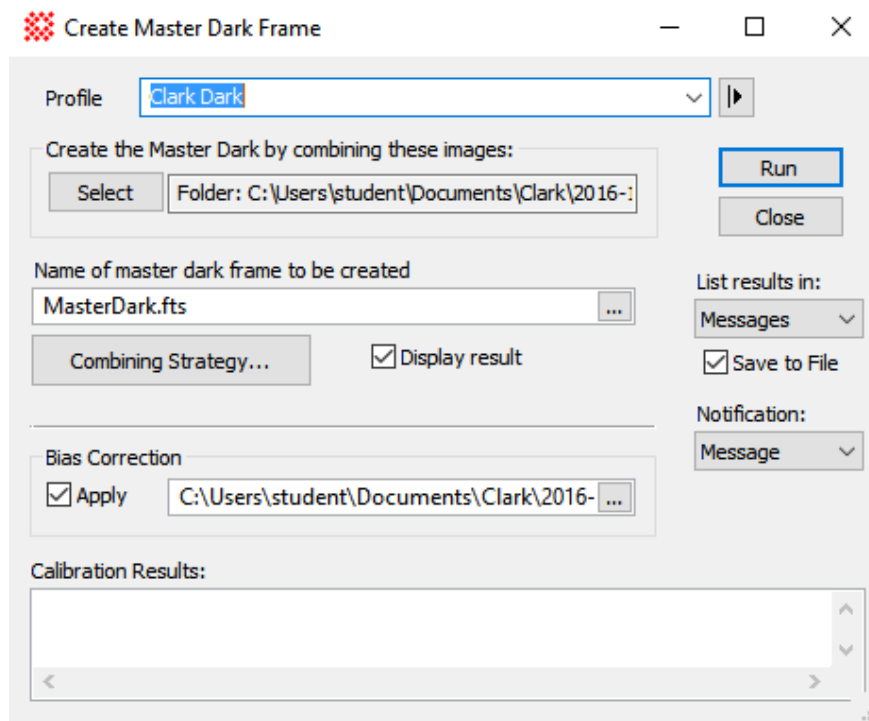 Create Master Dark Frame
Profile
Clark Dark
Create the Master Dark by combining these images:
Select
Folder: C:\Users\student\Documents\Clark\2016-1
Run
Close
Name of master dark frame to be created
MasterDark.fts
...
List results in:
Messages
Combining Strategy...
Display result
Save to File
Notification:
Message
Bias Correction
Apply
C:\Users\student\Documents\Clark\2016-
...
Calibration Results: